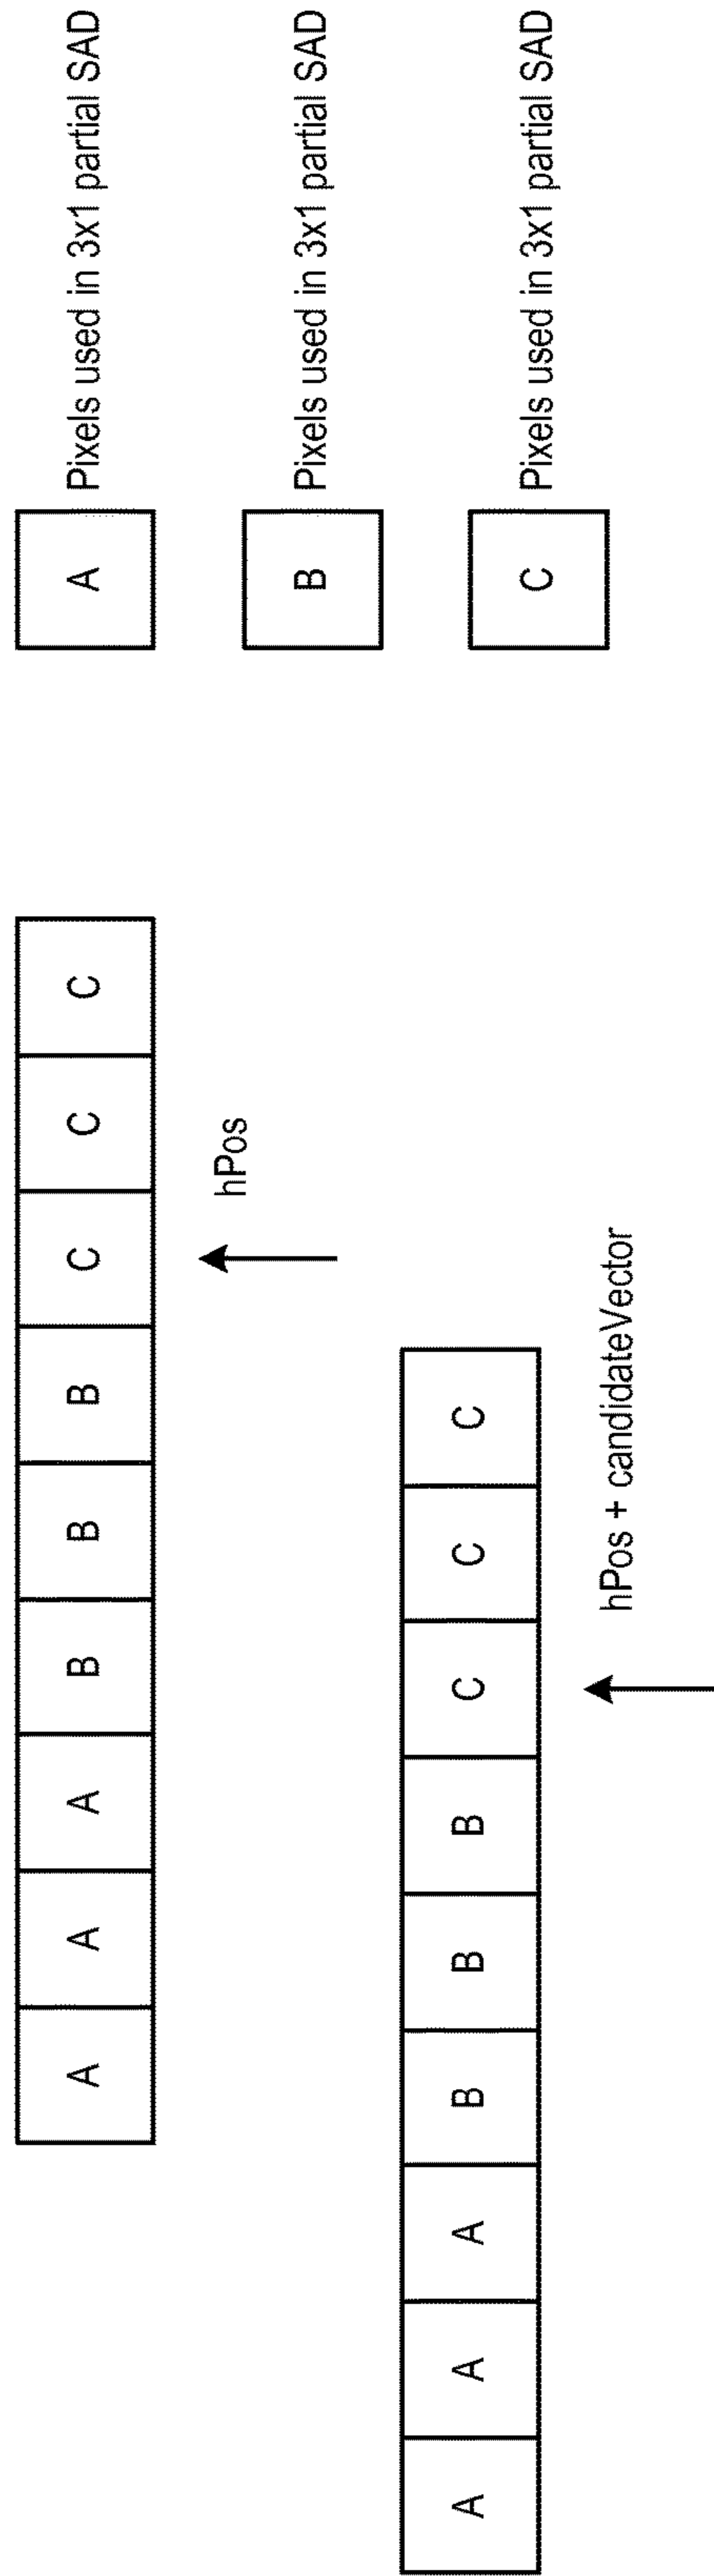 A A A B B B C C C
hPos
A A A B B B C C C
hPos + candidateVector
A Pixels used in 3x1 partial SAD
B Pixels used in 3x1 partial SAD
C Pixels used in 3x1 partial SAD